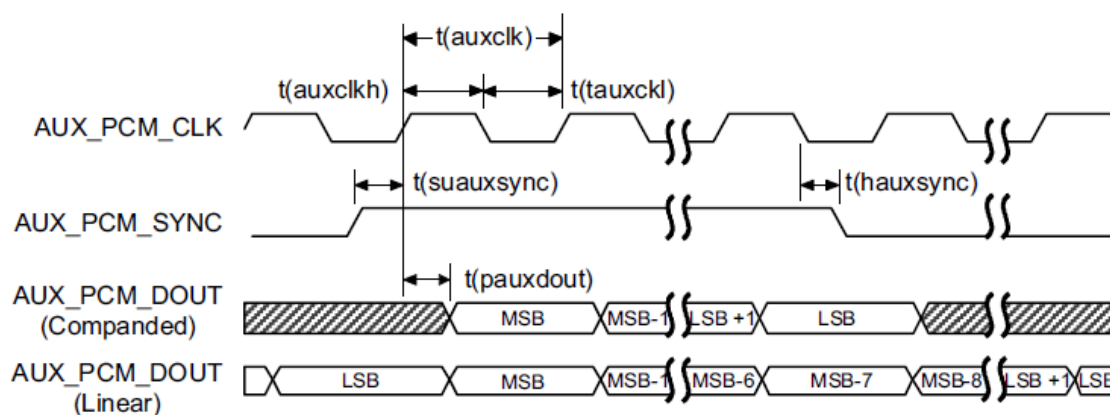 t(auxclk)
t(auxclkh) t(tauxckl)
AUX_PCM_CLK
t(suauxsync) t(hauxsync)
AUX_PCM_SYNC
t(pauxdout)
AUX_PCM_DOUT
(Companded)
MSB MSB-1 LSB +1 LSB
AUX_PCM_DOUT
(Linear)
LSB MSB MSB-1 MSB-6 MSB-7 MSB-8 LSB +1 LSB